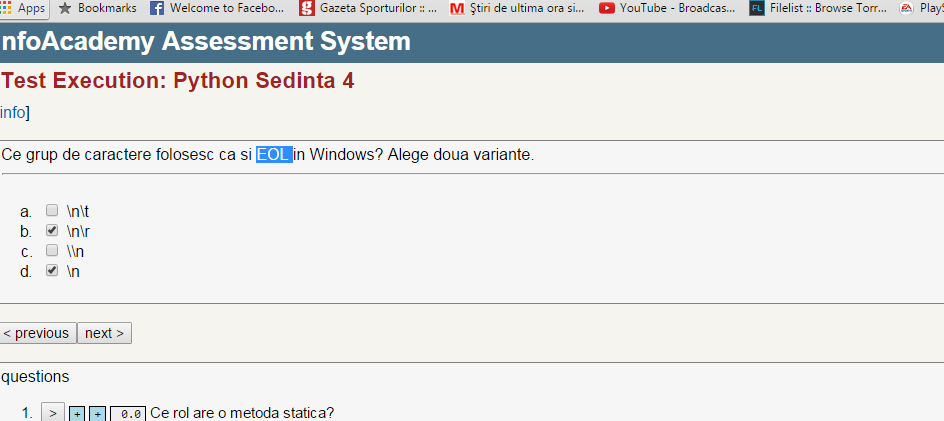 Apps Bookmarks Welcome to Facebo... g Gazeta Sporturilor :: ... M Știri de ultima ora si... YouTube - Broadcas... FL Filelist :: Browse Torr... EA PlayS
nfoAcademy Assessment System
Test Execution: Python Sedinta 4
info]
Ce grup de caractere folosesc ca si EOL in Windows? Alege doua variante.
a. \n\t
b. \n\r
c. \\n
d. \n
< previous next >
questions
1. > + + 0.0 Ce rol are o metoda statica?